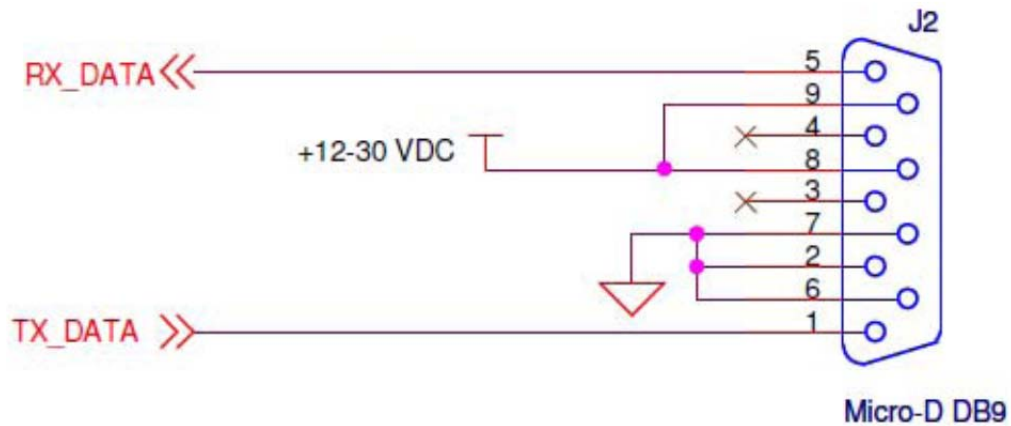 J2
RX_DATA
5
9
4
+12-30 VDC
8
3
7
2
6
TX_DATA
1
Micro-D DB9